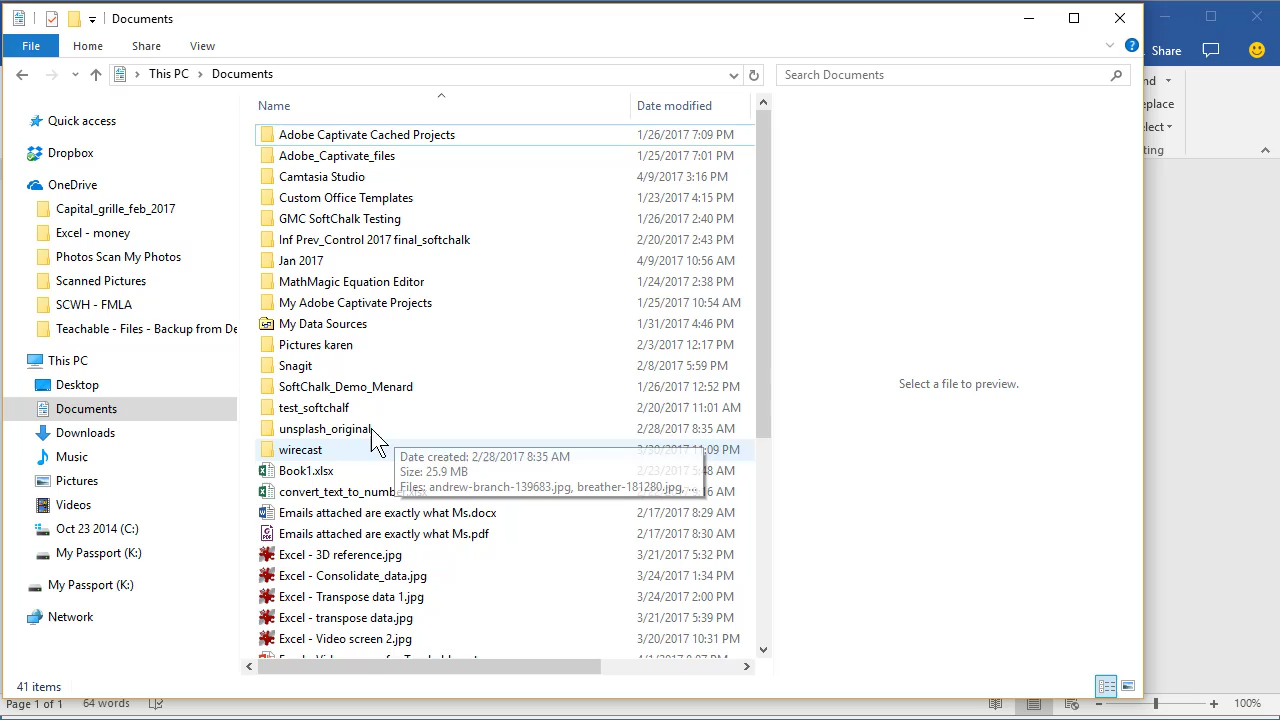 Documents
File Home Share View
Share
This PC Documents
Search Documents
Name Date modified
Quick access
Dropbox
OneDrive
Capital_grille_feb_2017
Excel - money
Photos Scan My Photos
Scanned Pictures
SCWH - FMLA
Teachable - Files - Backup from De
This PC
Desktop
Documents
Downloads
Music
Pictures
Videos
Oct 23 2014 (C:)
My Passport (K:)
My Passport (K:)
Network
Adobe Captivate Cached Projects 1/26/2017 7:09 PM
Adobe_Captivate_files 1/25/2017 7:01 PM
Camtasia Studio 4/9/2017 3:16 PM
Custom Office Templates 1/23/2017 4:15 PM
GMC SoftChalk Testing 1/26/2017 2:40 PM
Inf Prev_Control 2017 final_softchalk 2/20/2017 2:43 PM
Jan 2017 4/9/2017 10:56 AM
MathMagic Equation Editor 1/24/2017 2:38 PM
My Adobe Captivate Projects 1/25/2017 10:54 AM
My Data Sources 1/31/2017 4:46 PM
Pictures karen 2/3/2017 12:17 PM
Snagit 2/8/2017 5:59 PM
SoftChalk_Demo_Menard 1/26/2017 12:52 PM
test_softchalf 2/20/2017 11:01 AM
unsplash_original 2/28/2017 8:35 AM
wirecast 3/30/2017 11:09 PM
Date created: 2/28/2017 8:35 AM
Size: 25.9 MB
Files: andrew-branch-139683.jpg, breather-181280.jpg, ...
Book1.xlsx 2/23/2017 5:48 AM
Emails attached are exactly what Ms.docx 2/17/2017 8:29 AM
Emails attached are exactly what Ms.pdf 2/17/2017 8:30 AM
Excel - 3D reference.jpg 3/21/2017 5:32 PM
Excel - Consolidate_data.jpg 3/24/2017 1:34 PM
Excel - Transpose data 1.jpg 3/24/2017 2:00 PM
Excel - transpose data.jpg 3/21/2017 5:39 PM
Excel - Video screen 2.jpg 3/20/2017 10:31 PM
Select a file to preview.
41 items
Page 1 of 1 64 words
100%